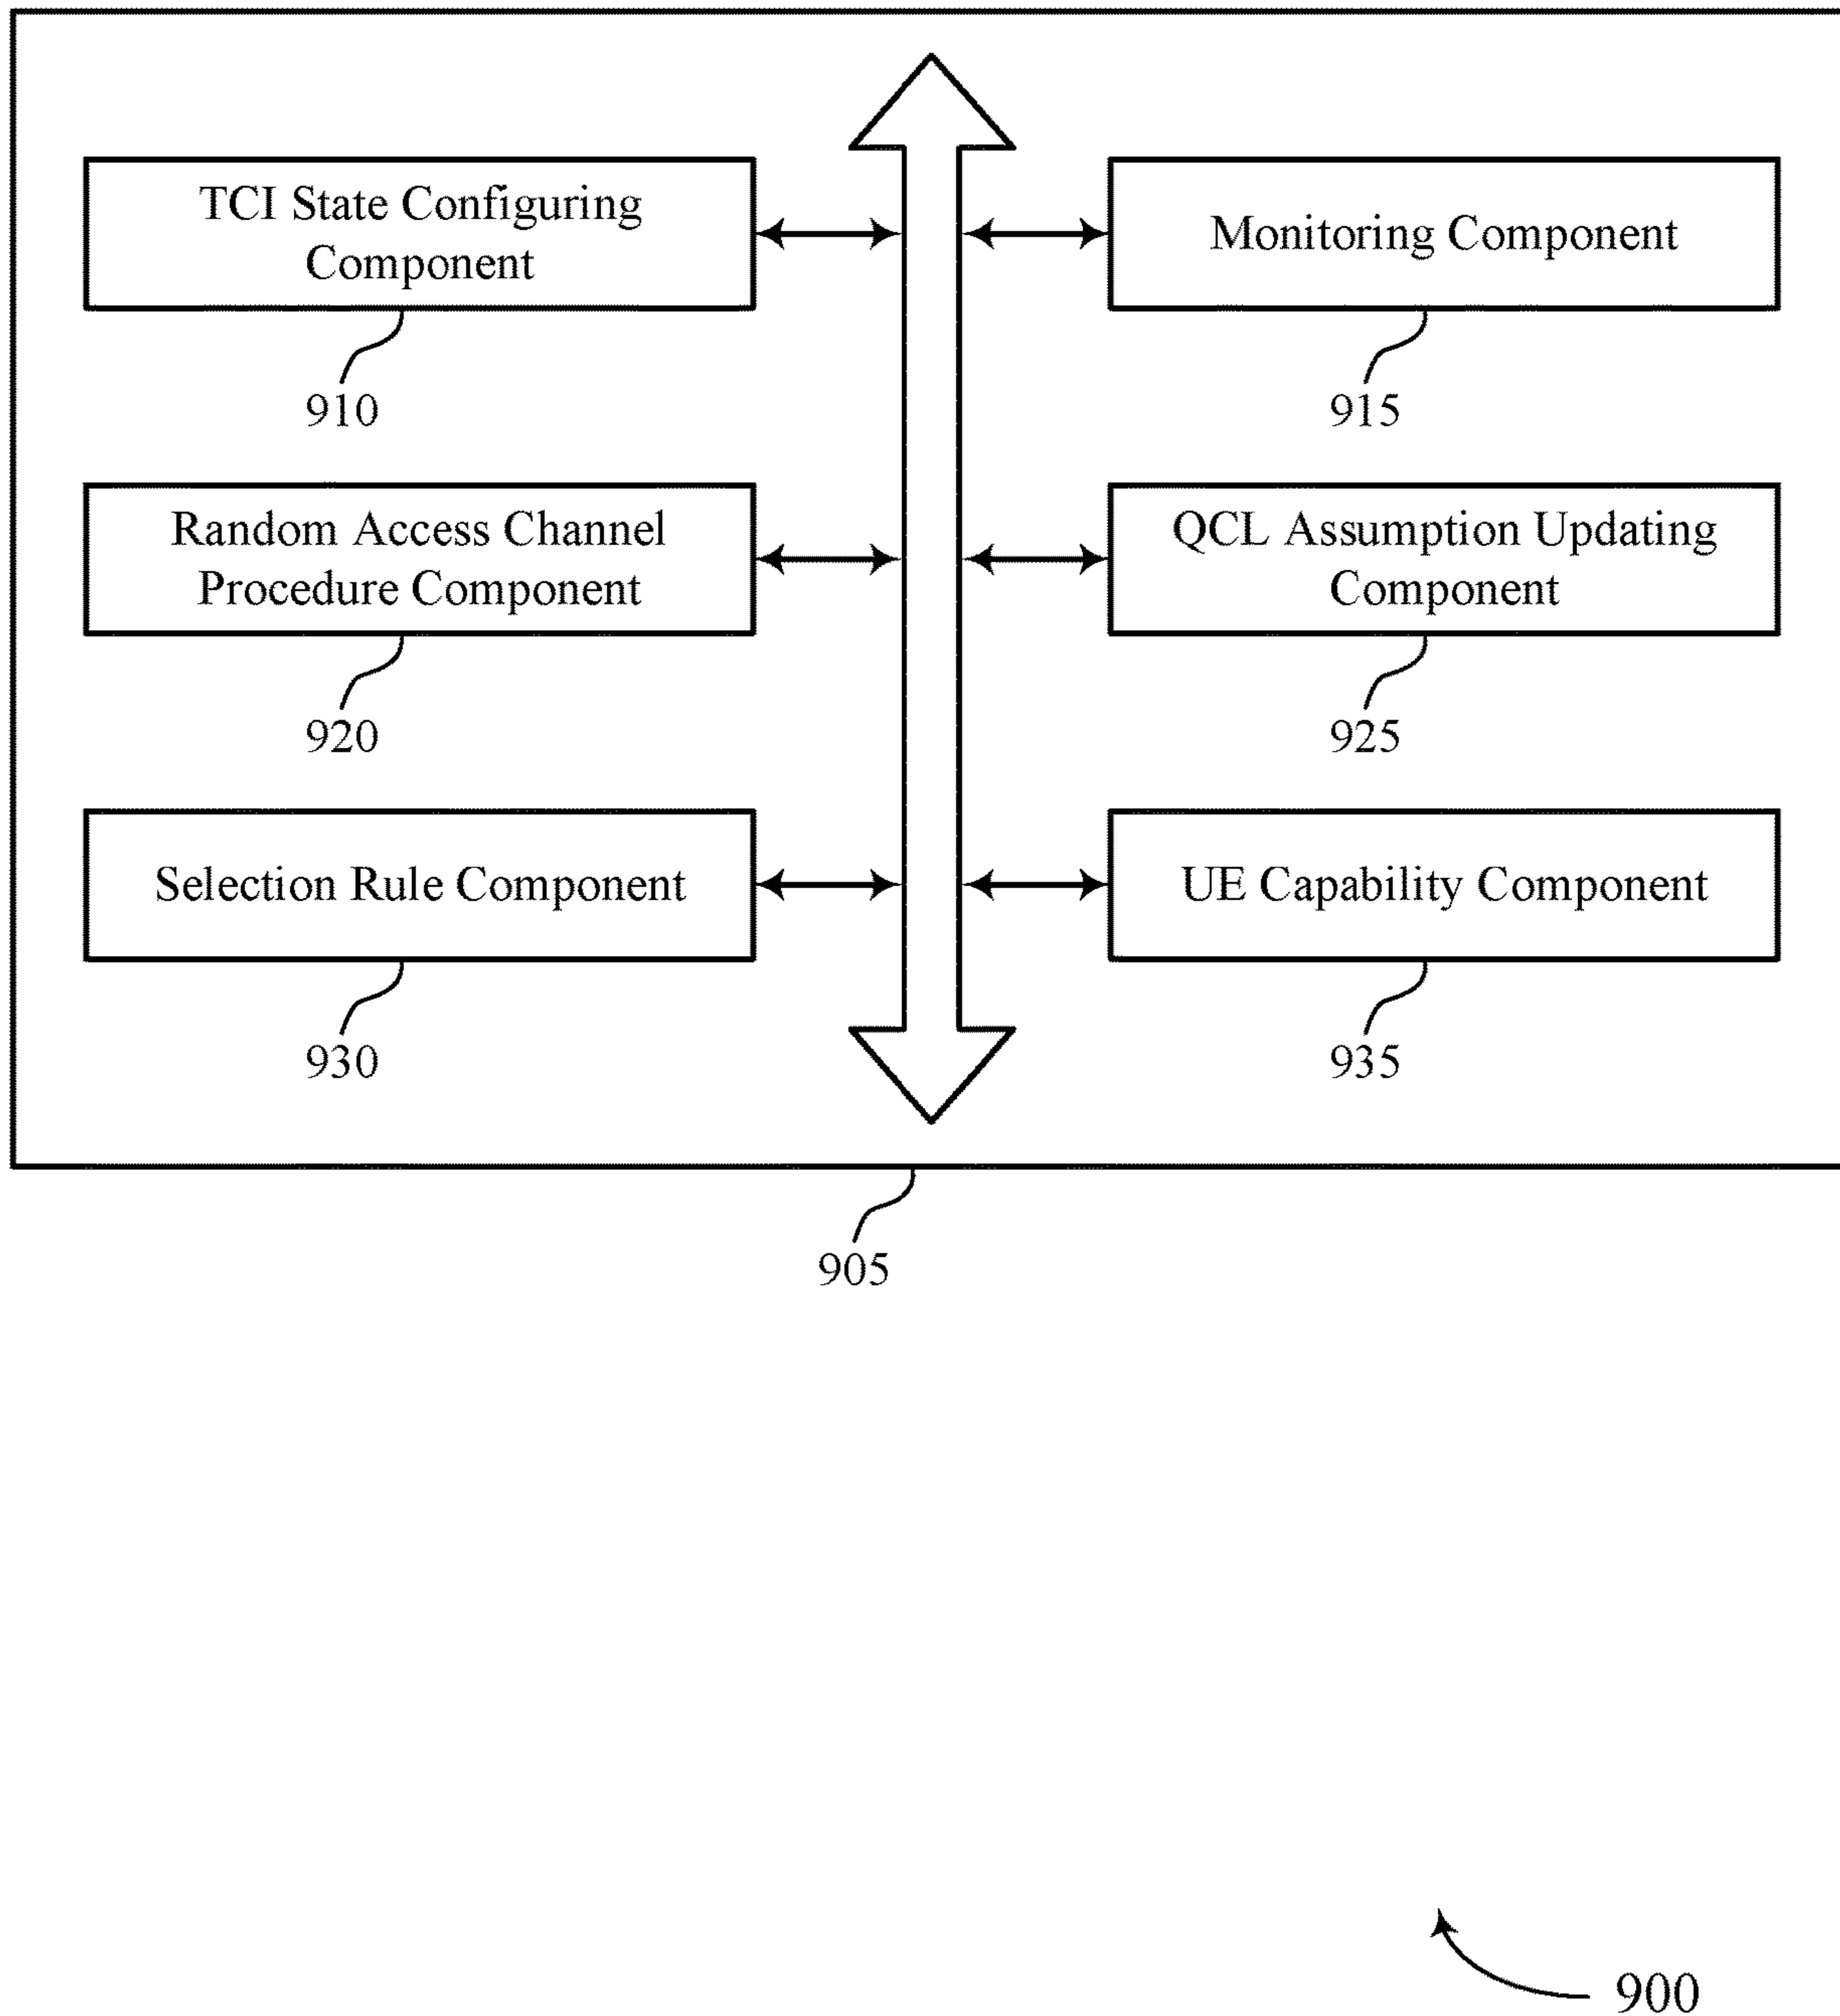 TCI State Configuring
Component
910
Monitoring Component
915
Random Access Channel
Procedure Component
920
QCL Assumption Updating
Component
925
Selection Rule Component
930
UE Capability Component
935
905
900